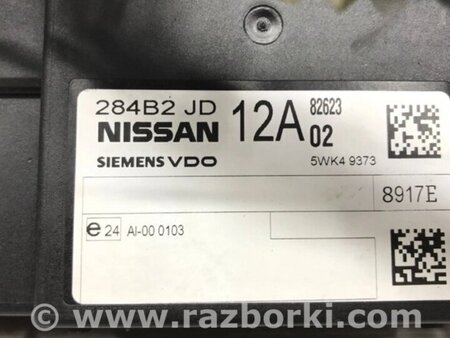 284B2 JD 12A 82623
NISSAN 02
SIEMENS VDO 5WK4 9373
8917E
e 24 AI-00 0103
www.razborki.com